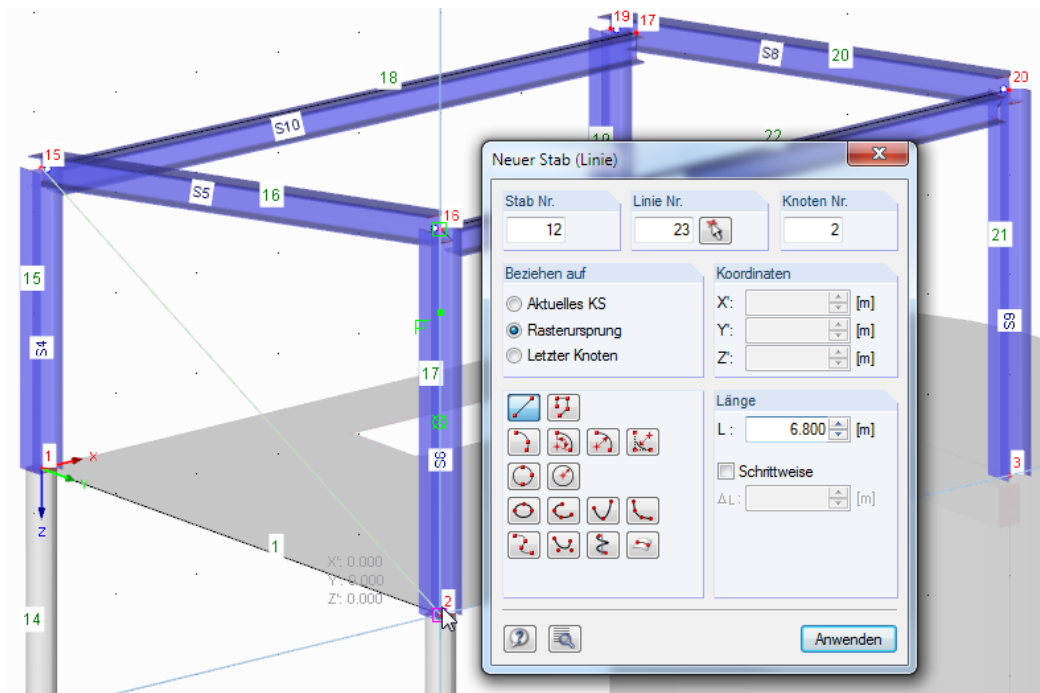 19 17
S8
20
20
18
S10
22
19
15
S5
16
16
15
S4
17
S6
21
S9
3
1
X
Y
Z
1
X': 0.000
Y': 0.000
Z': 0.000
2
14
Neuer Stab (Linie)
Stab Nr.
12
Linie Nr.
23
Knoten Nr.
2
Beziehen auf
Aktuelles KS
Rasterursprung
Letzter Knoten
Koordinaten
X': [m]
Y': [m]
Z': [m]
Länge
L : 6.800 [m]
Schrittweise
ΔL: [m]
Anwenden